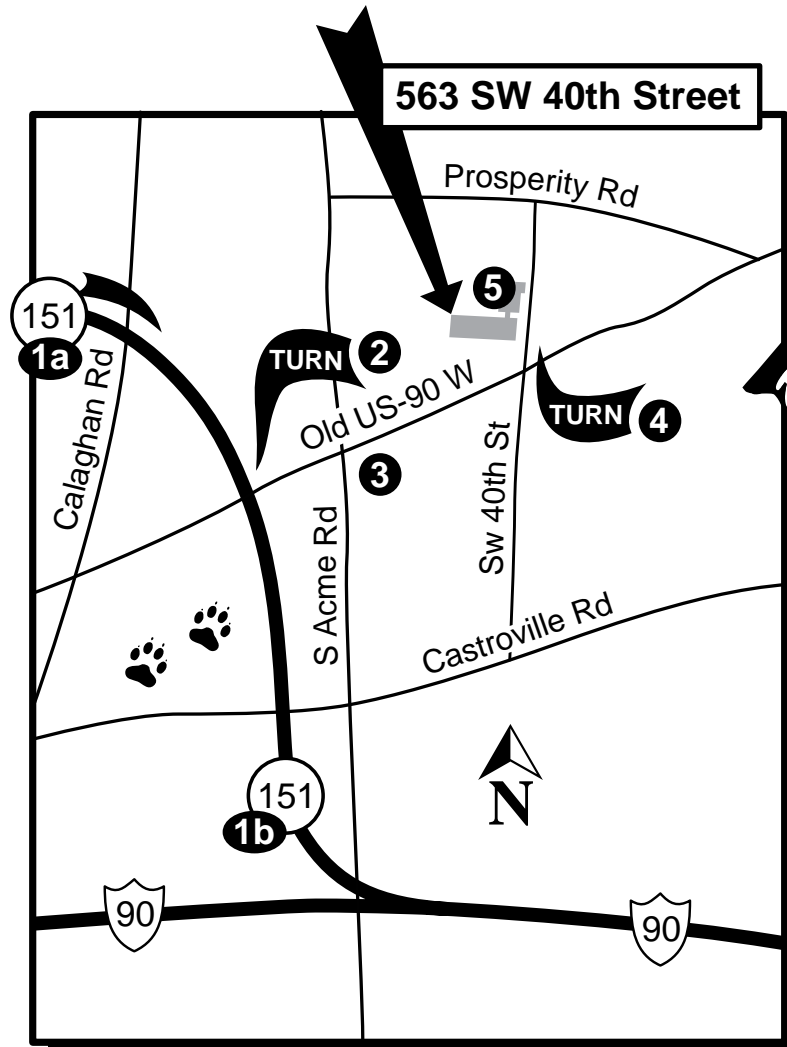 563 SW 40th Street
Prosperity Rd
5
151
1a
Calaghan Rd
TURN 2
Old US-90 W
TURN 4
3
Sw 40th St
S Acme Rd
Castroville Rd
151
1b
N
90
90